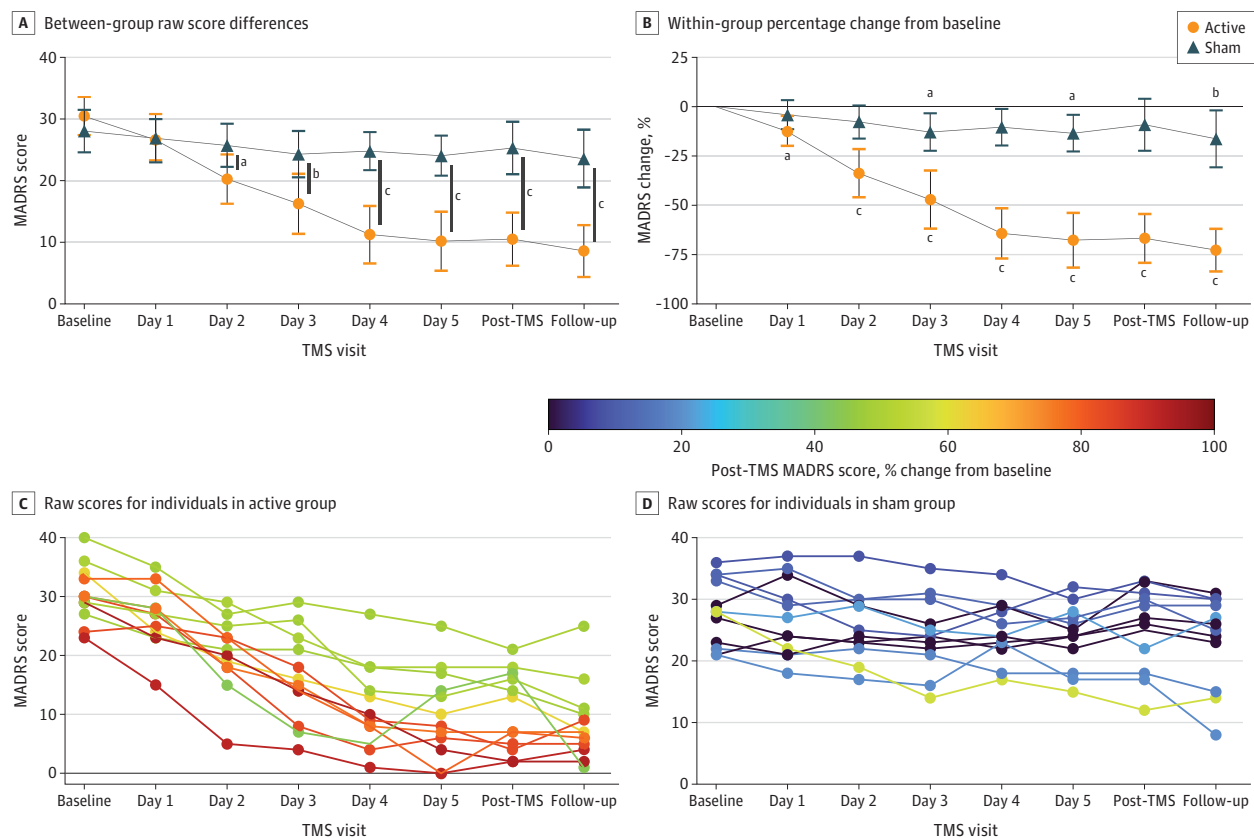 A Between-group raw score differences
40
30
20
10
0
MADRS score
a
b
c
c
c
c
Baseline Day 1 Day 2 Day 3 Day 4 Day 5 Post-TMS Follow-up
TMS visit
B Within-group percentage change from baseline
Active
Sham
25
0
-25
-50
-75
-100
MADRS change, %
a a b
a
c
c
c
c
c
c
Baseline Day 1 Day 2 Day 3 Day 4 Day 5 Post-TMS Follow-up
TMS visit
0 20 40 60 80 100
Post-TMS MADRS score, % change from baseline
C Raw scores for individuals in active group
40
30
20
10
0
MADRS score
Baseline Day 1 Day 2 Day 3 Day 4 Day 5 Post-TMS Follow-up
TMS visit
D Raw scores for individuals in sham group
40
30
20
10
0
MADRS score
Baseline Day 1 Day 2 Day 3 Day 4 Day 5 Post-TMS Follow-up
TMS visit